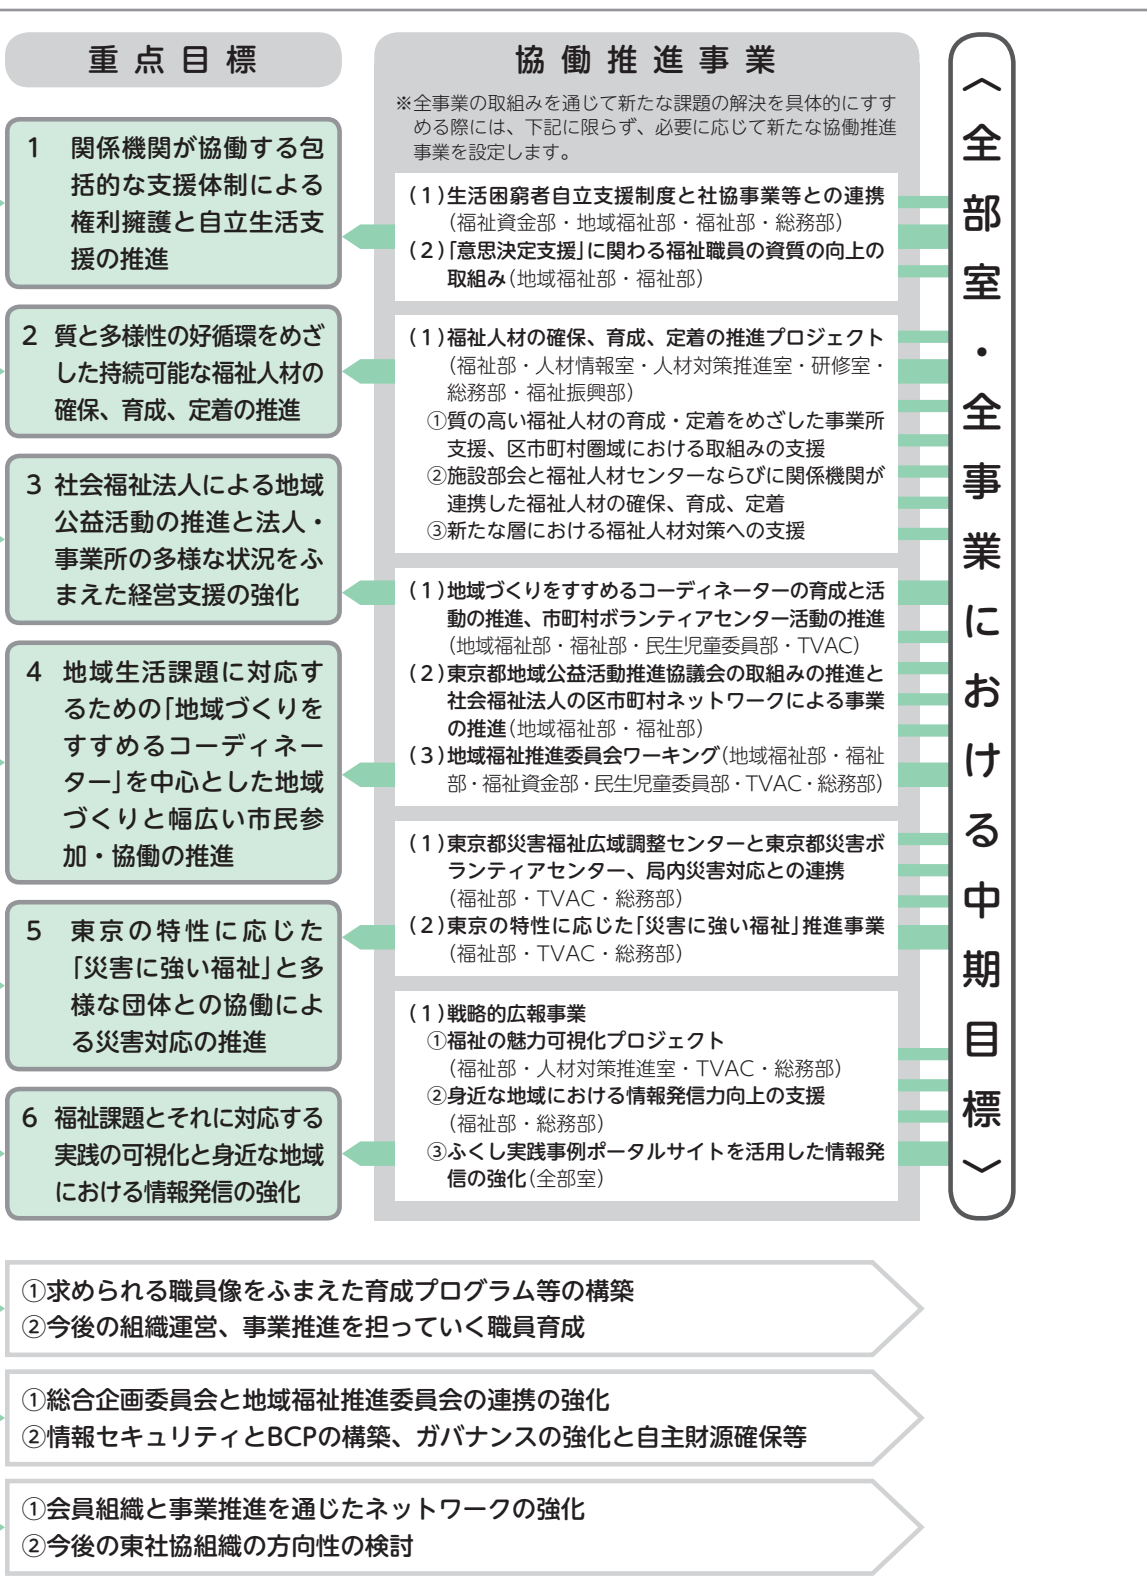 重点目標
1 関係機関が協働する包
括的な支援体制による
権利擁護と自立生活支
援の推進
2 質と多様性の好循環をめざ
した持続可能な福祉人材の
確保、育成、定着の推進
3 社会福祉法人による地域
公益活動の推進と法人・
事業所の多様な状況をふ
まえた経営支援の強化
4 地域生活課題に対応す
るための「地域づくりを
すすめるコーディネー
ター」を中心とした地域
づくりと幅広い市民参
加・協働の推進
5 東京の特性に応じた
「災害に強い福祉」と多
様な団体との協働によ
る災害対応の推進
6 福祉課題とそれに対応する
実践の可視化と身近な地域
における情報発信の強化
協働推進事業
※全事業の取組みを通じて新たな課題の解決を具体的にすす
める際には、下記に限らず、必要に応じて新たな協働推進
事業を設定します。
(1)生活困窮者自立支援制度と社協事業等との連携
(福祉資金部・地域福祉部・福祉部・総務部)
(2)「意思決定支援」に関わる福祉職員の資質の向上の
取組み(地域福祉部・福祉部)
(1)福祉人材の確保、育成、定着の推進プロジェクト
(福祉部・人材情報室・人材対策推進室・研修室・
総務部・福祉振興部)
①質の高い福祉人材の育成・定着をめざした事業所
支援、区市町村圏域における取組みの支援
②施設部会と福祉人材センターならびに関係機関が
連携した福祉人材の確保、育成、定着
③新たな層における福祉人材対策への支援
(1)地域づくりをすすめるコーディネーターの育成と活
動の推進、市町村ボランティアセンター活動の推進
(地域福祉部・福祉部・民生児童委員部・TVAC)
(2)東京都地域公益活動推進協議会の取組みの推進と
社会福祉法人の区市町村ネットワークによる事業
の推進(地域福祉部・福祉部)
(3)地域福祉推進委員会ワーキング(地域福祉部・福祉
部・福祉資金部・民生児童委員部・TVAC・総務部)
(1)東京都災害福祉広域調整センターと東京都災害ボ
ランティアセンター、局内災害対応との連携
(福祉部・TVAC・総務部)
(2)東京の特性に応じた「災害に強い福祉」推進事業
(福祉部・TVAC・総務部)
(1)戦略的広報事業
①福祉の魅力可視化プロジェクト
(福祉部・人材対策推進室・TVAC・総務部)
②身近な地域における情報発信力向上の支援
(福祉部・総務部)
③ふくし実践事例ポータルサイトを活用した情報発
信の強化(全部室)
〈全部室・全事業における中期目標〉
①求められる職員像をふまえた育成プログラム等の構築
②今後の組織運営、事業推進を担っていく職員育成
①総合企画委員会と地域福祉推進委員会の連携の強化
②情報セキュリティとBCPの構築、ガバナンスの強化と自主財源確保等
①会員組織と事業推進を通じたネットワークの強化
②今後の東社協組織の方向性の検討